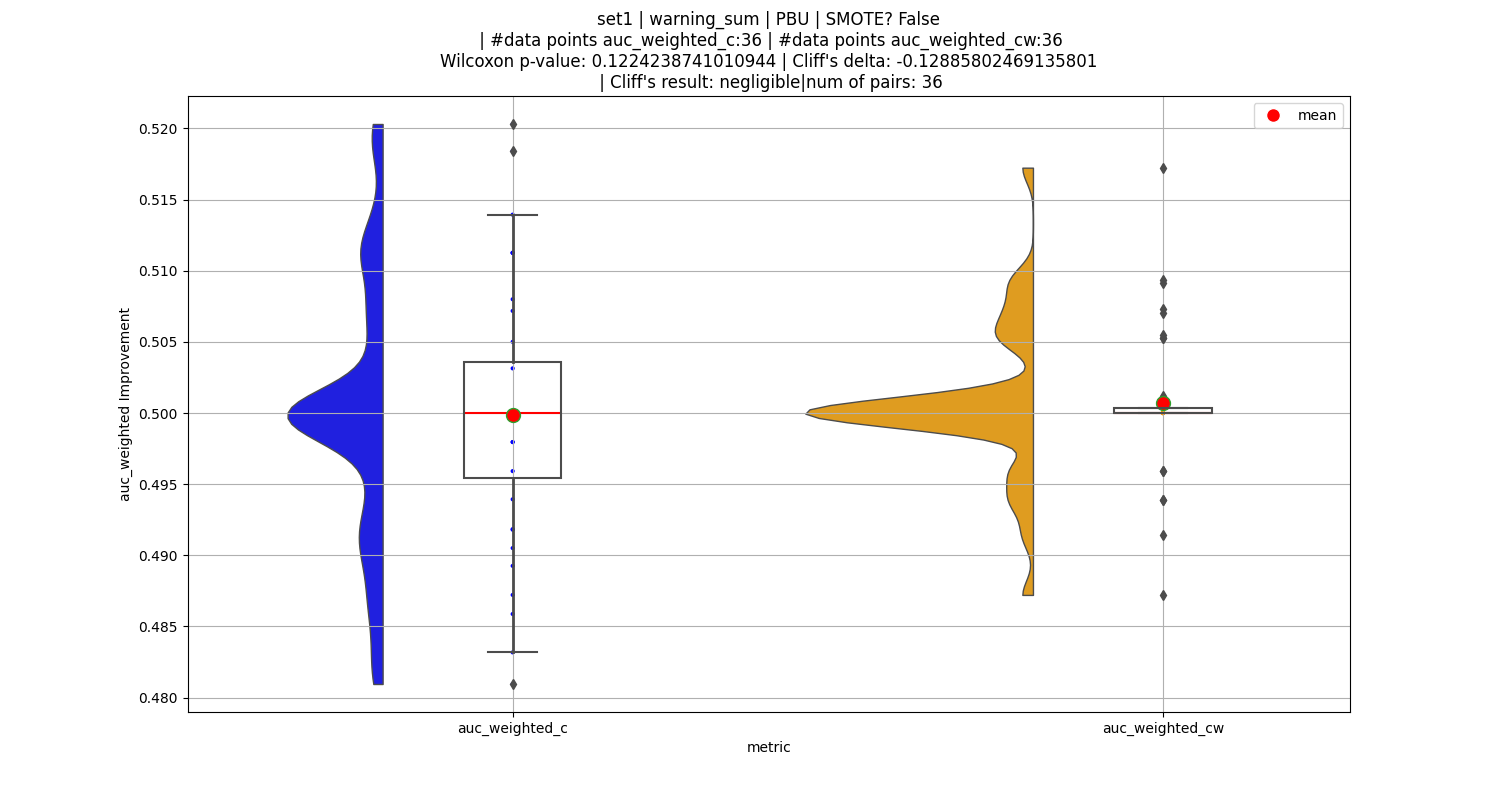 set1 | warning_sum | PBU | SMOTE? False
| #data points auc_weighted_c:36 | #data points auc_weighted_cw:36
Wilcoxon p-value: 0.1224238741010944 | Cliff's delta: -0.12885802469135801
| Cliff's result: negligible|num of pairs: 36
mean
0.520
0.515
0.510
0.505
0.500
0.495
0.490
0.485
0.480
auc_weighted Improvement
auc_weighted_c
auc_weighted_cw
metric